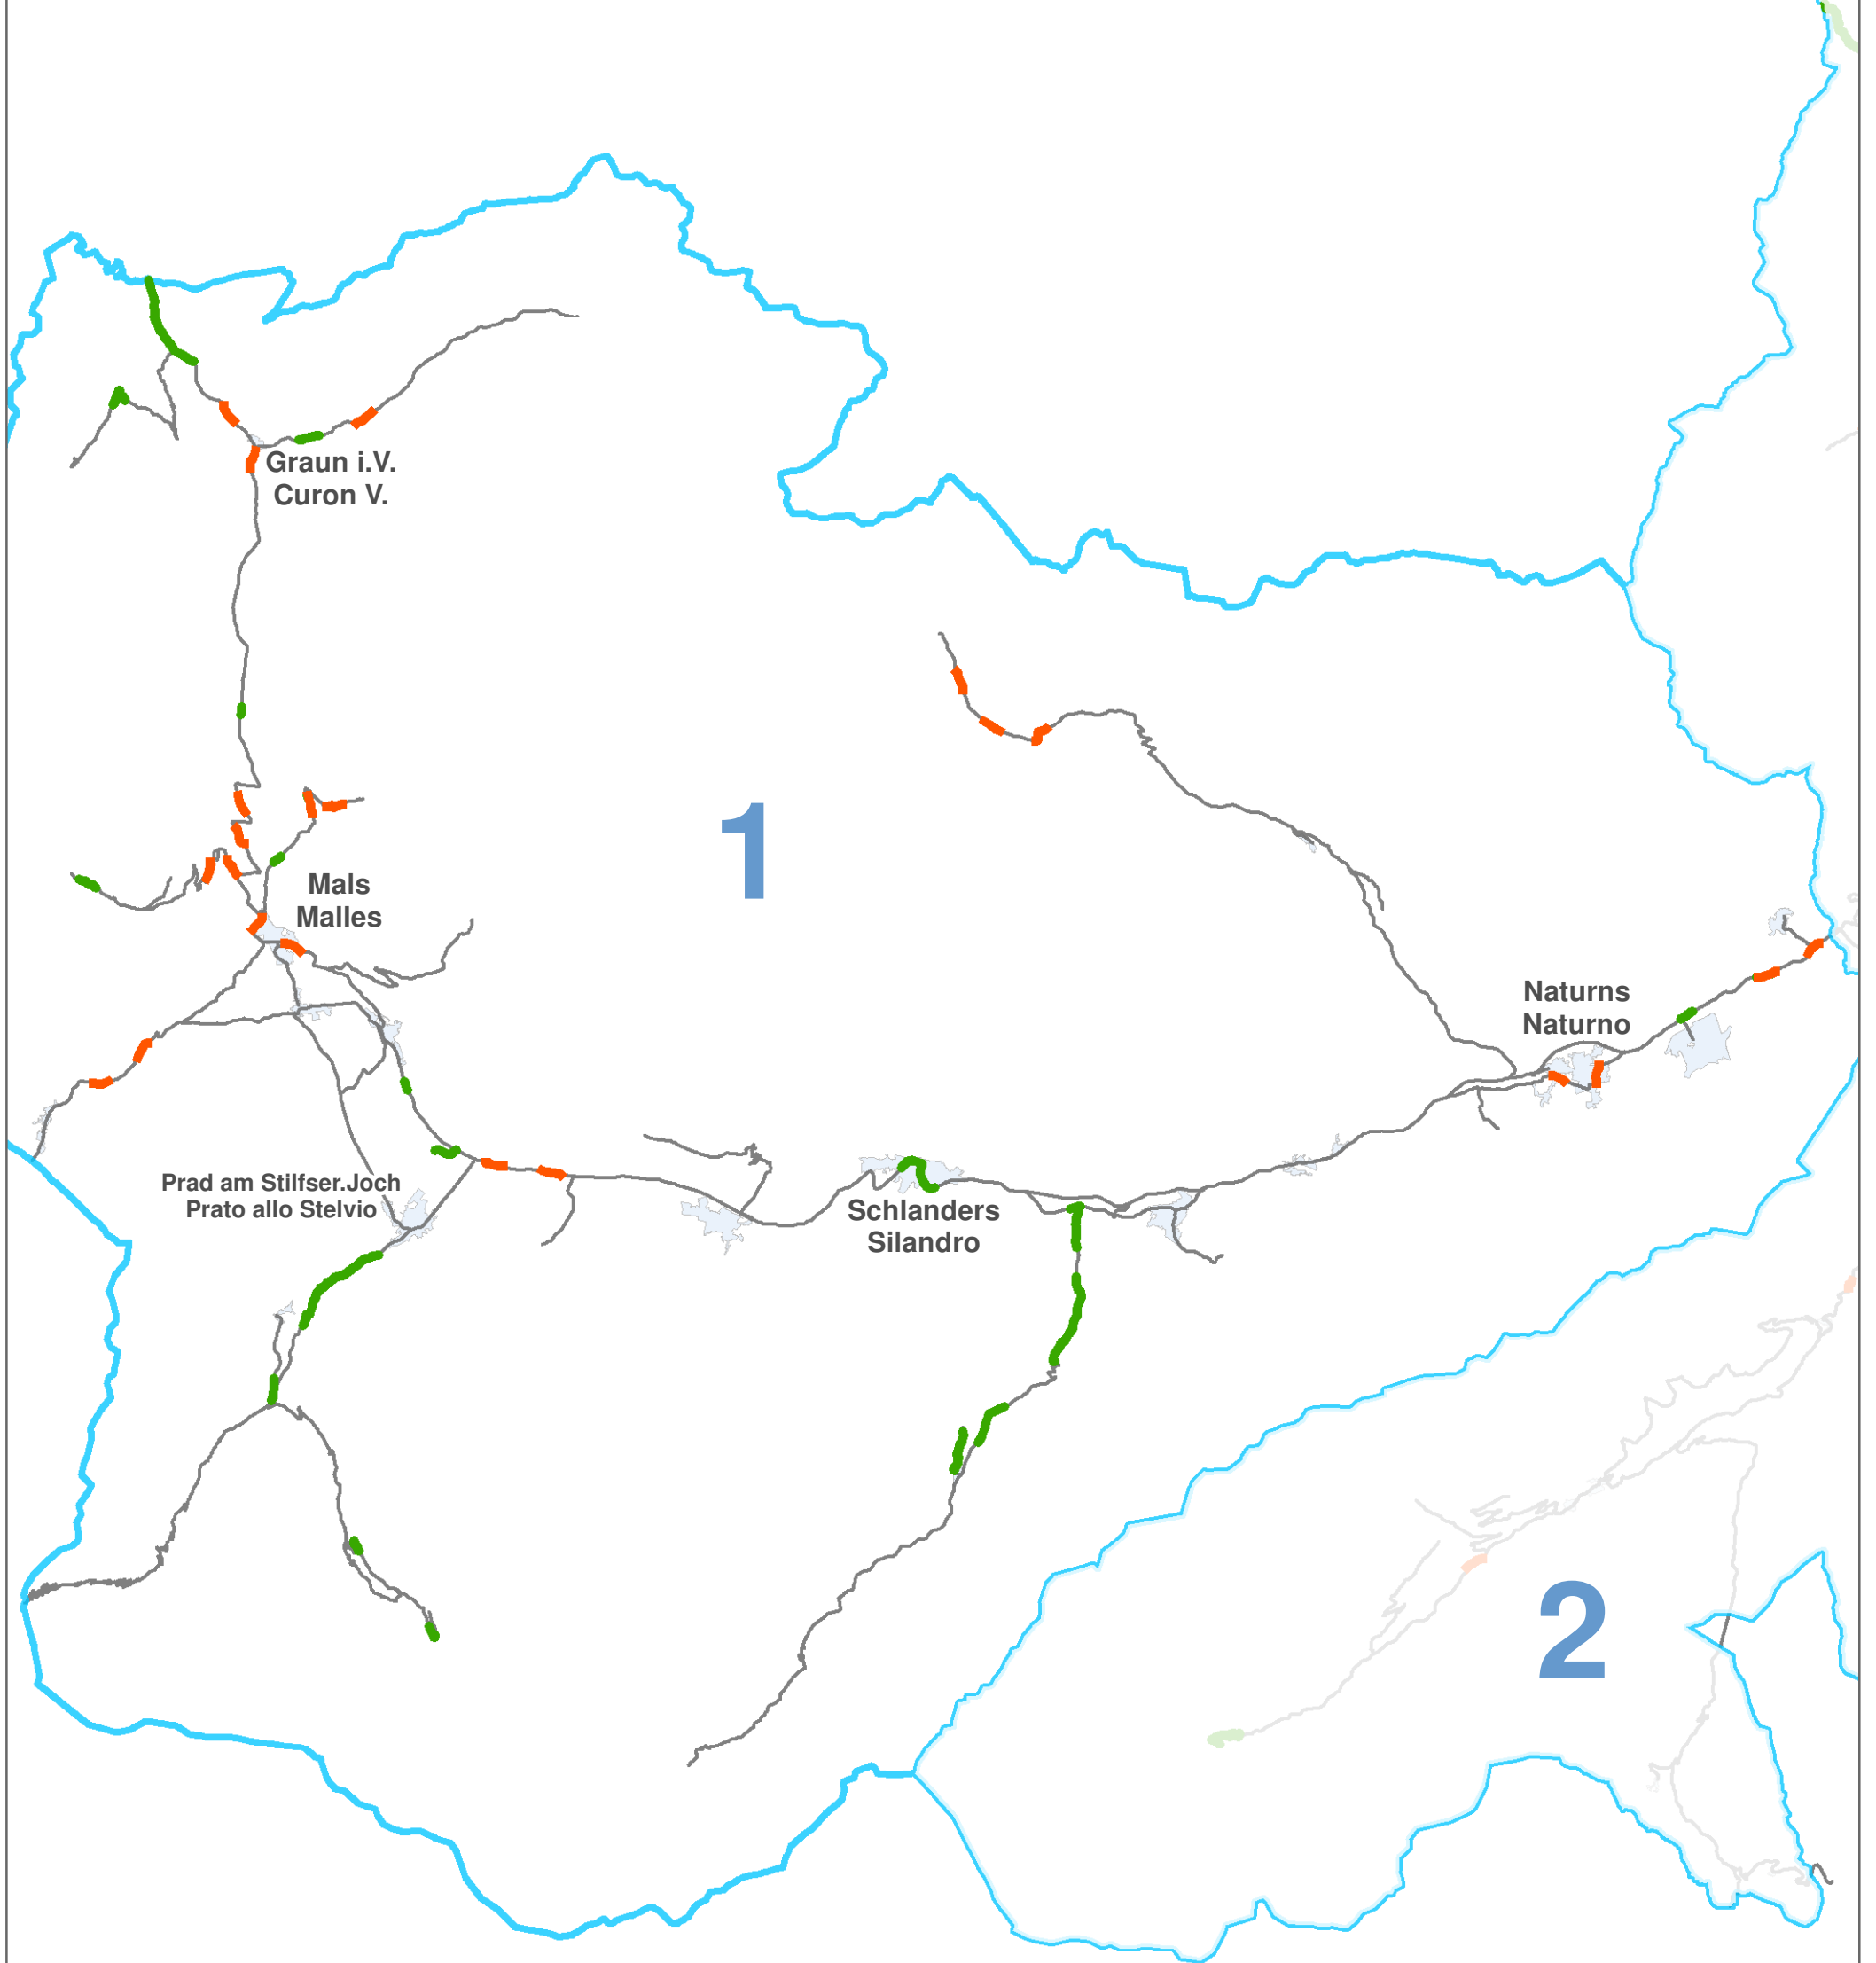 Graun i.V.
Curon V.
1
Mals
Malles
Naturns
Naturno
Prad am Stilfser.Joch
Prato allo Stelvio
Schlanders
Silandro
2